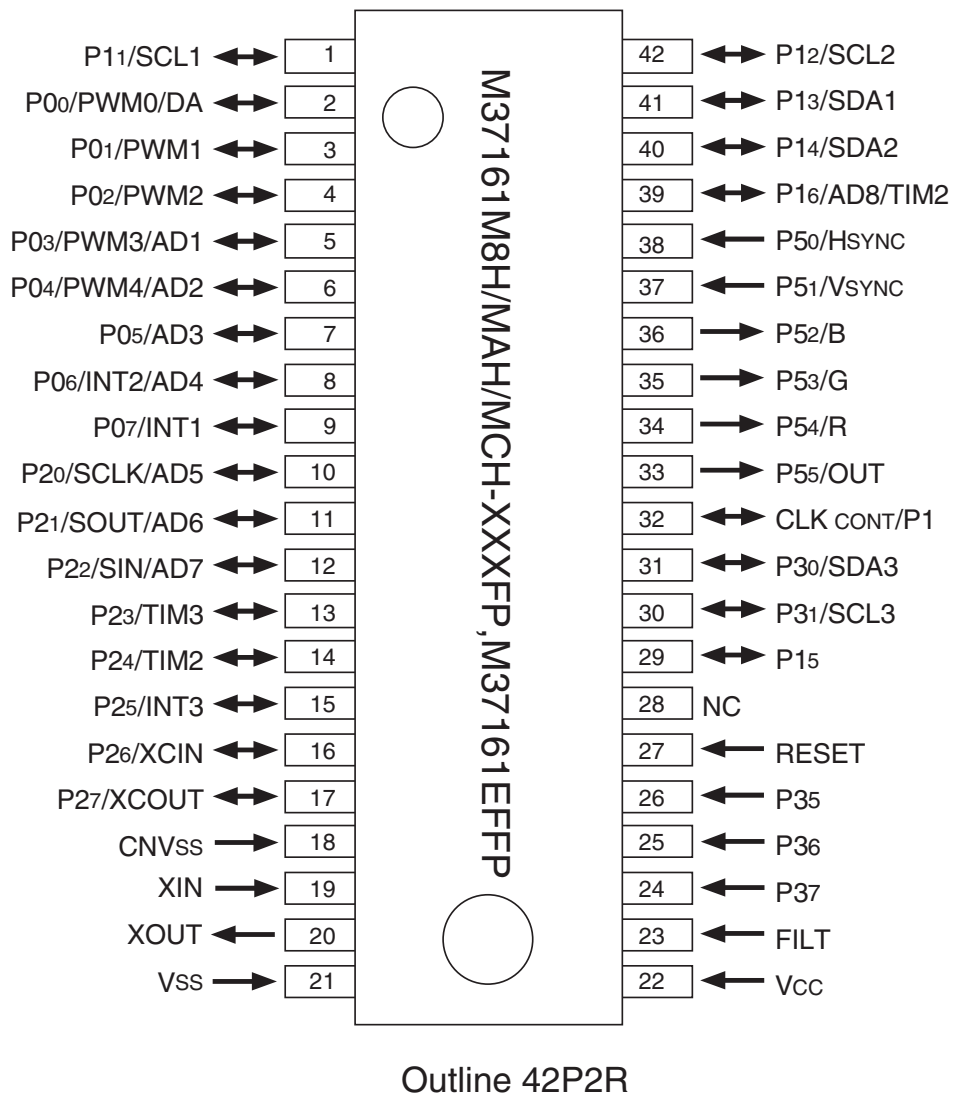 P11/SCL1 1
P00/PWM0/DA 2
P01/PWM1 3
P02/PWM2 4
P03/PWM3/AD1 5
P04/PWM4/AD2 6
P05/AD3 7
P06/INT2/AD4 8
P07/INT1 9
P20/SCLK/AD5 10
P21/SOUT/AD6 11
P22/SIN/AD7 12
P23/TIM3 13
P24/TIM2 14
P25/INT3 15
P26/XCIN 16
P27/XCOUT 17
CNVSS 18
XIN 19
XOUT 20
VSS 21
M37161M8H/MAH/MCH-XXXFP,M37161EFFP
42 P12/SCL2
41 P13/SDA1
40 P14/SDA2
39 P16/AD8/TIM2
38 P50/HSYNC
37 P51/VSYNC
36 P52/B
35 P53/G
34 P54/R
33 P55/OUT
32 CLK CONT/P1
31 P30/SDA3
30 P31/SCL3
29 P15
28 NC
27 RESET
26 P35
25 P36
24 P37
23 FILT
22 VCC
Outline 42P2R